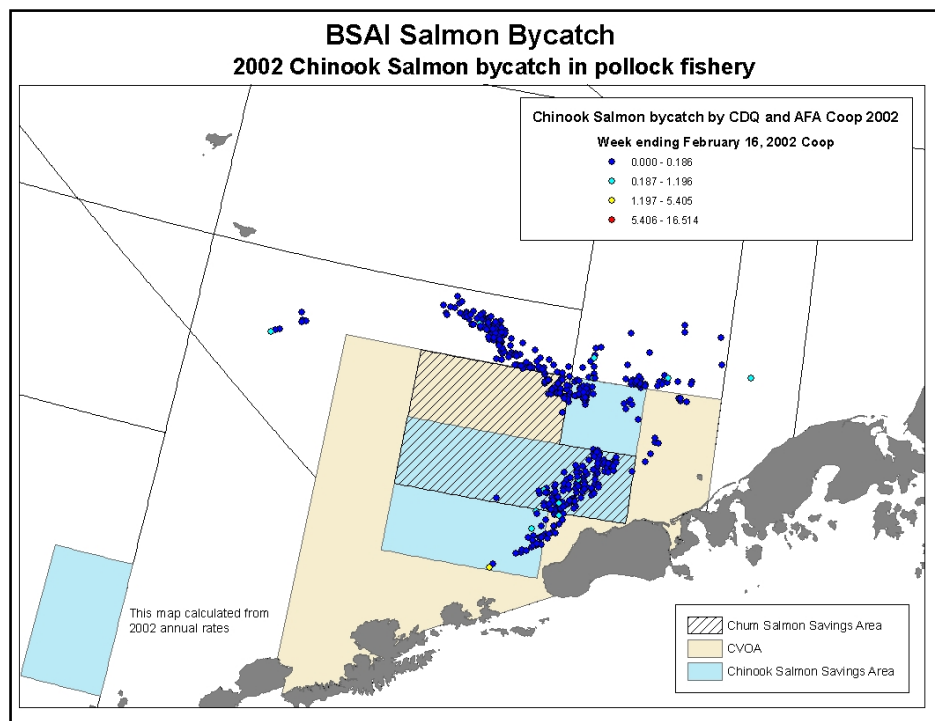 BSAI Salmon Bycatch
2002 Chinook Salmon bycatch in pollock fishery
Chinook Salmon bycatch by CDQ and AFA Coop 2002
Week ending February 16, 2002 Coop
0.000 - 0.186
0.187 - 1.196
1.197 - 5.405
5.406 - 16.514
This map calculated from
2002 annual rates
Chum Salmon Savings Area
CVOA
Chinook Salmon Savings Area